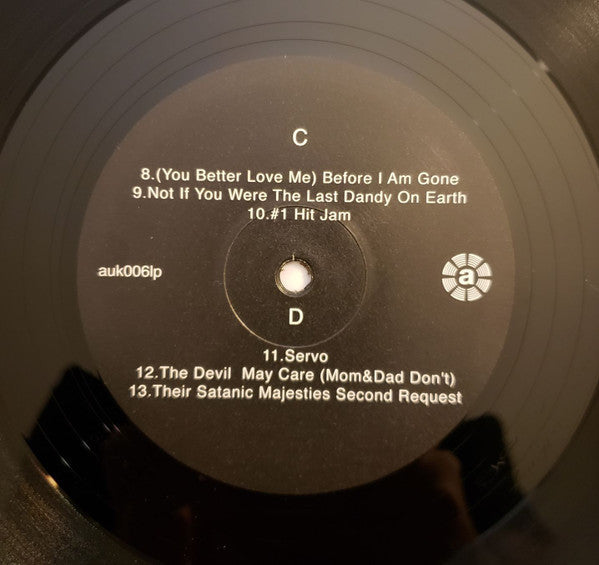 C
8.(You Better Love Me) Before I Am Gone
9.Not If You Were The Last Dandy On Earth
10.#1 Hit Jam
auk006lp
a
D
11.Servo
12.The Devil  May Care (Mom&Dad Don't)
13.Their Satanic Majesties Second Request